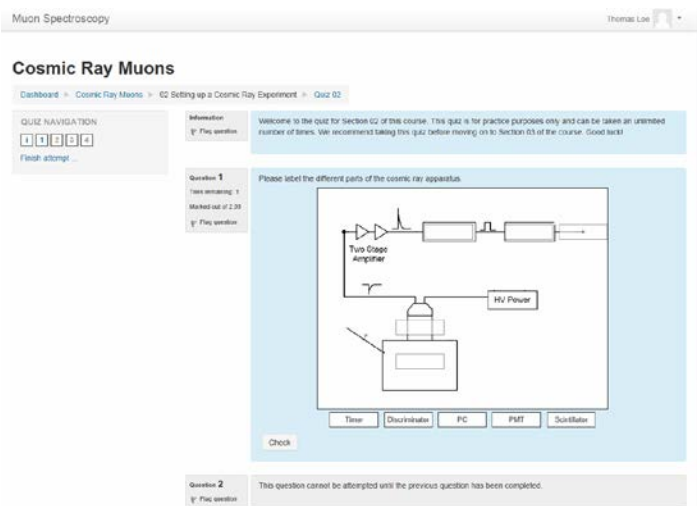 Muon Spectroscopy
Thomas Loe
Cosmic Ray Muons
Dashboard ► Cosmic Ray Muons ► 02 Setting up a Cosmic Ray Experiment ► Quiz 02
QUIZ NAVIGATION
i 1 2 3 4
Finish attempt ...
Information
Flag question
Welcome to the quiz for Section 02 of this course. This quiz is for practice purposes only and can be taken an unlimited
number of times. We recommend taking this quiz before moving on to Section 03 of the course. Good luck!
Question 1
Tries remaining: 3
Marked out of 2.00
Flag question
Please label the different parts of the cosmic ray apparatus.
Two Stage
Amplifier
HV Power
Timer
Discriminator
PC
PMT
Scintillator
Check
Question 2
Flag question
This question cannot be attempted until the previous question has been completed.